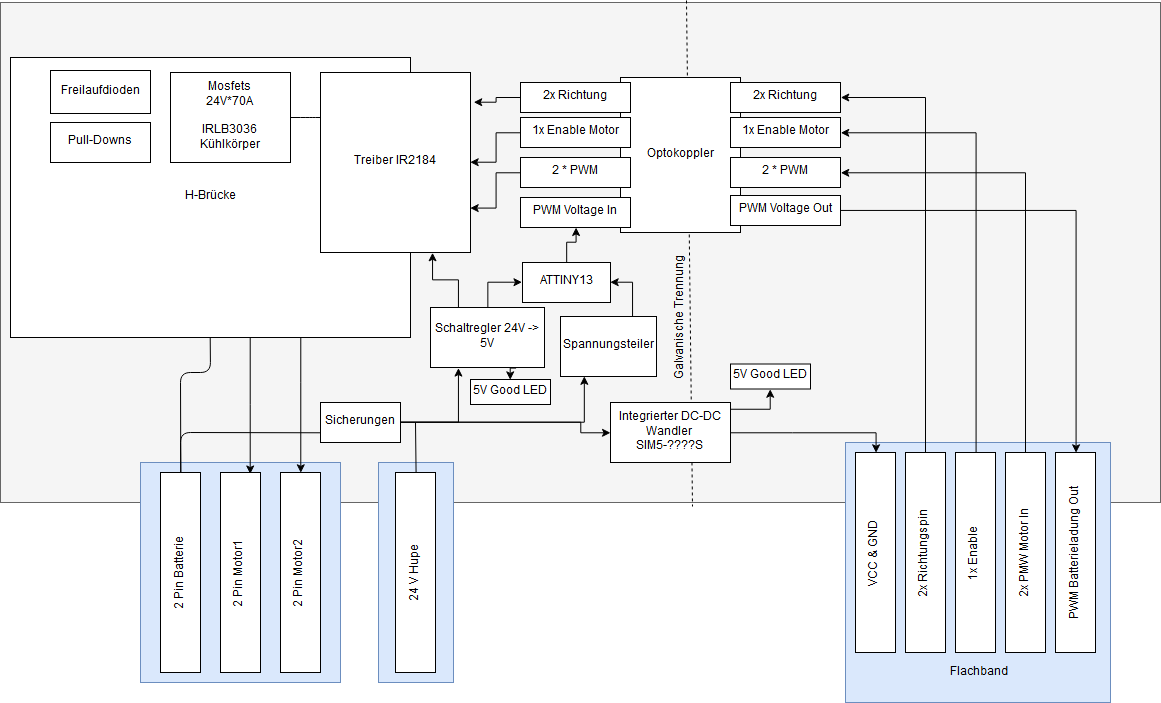 Freilaufdioden
Pull-Downs
Mosfets
24V*70A
IRLB3036
Kühlkörper
H-Brücke
Treiber IR2184
2x Richtung
1x Enable Motor
2 * PWM
PWM Voltage In
Optokoppler
2x Richtung
1x Enable Motor
2 * PWM
PWM Voltage Out
ATTINY13
Schaltregler 24V ->
5V
5V Good LED
Spannungsteiler
Galvanische Trennung
5V Good LED
Sicherungen
Integrierter DC-DC
Wandler
SIM5-????S
2 Pin Batterie
2 Pin Motor1
2 Pin Motor2
24 V Hupe
VCC & GND
2x Richtungspin
1x Enable
2x PMW Motor In
PWM Batterieladung Out
Flachband